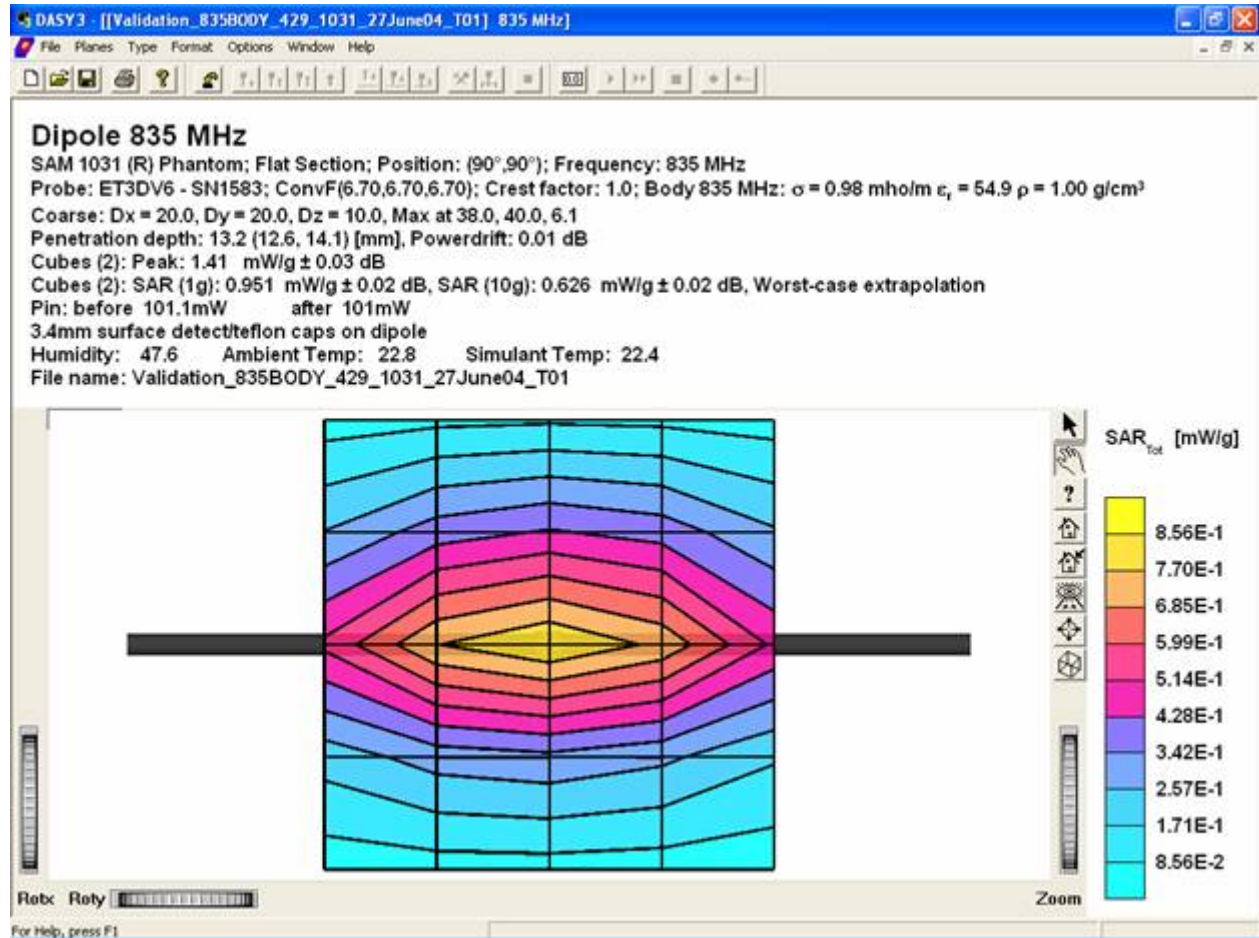 DASY3 - [[Validation_835BODY_429_1031_27June04_T01] 835 MHz]
File Planes Type Format Options Window Help
Dipole 835 MHz
SAM 1031 (R) Phantom; Flat Section; Position: (90°,90°); Frequency: 835 MHz
Probe: ET3DV6 - SN1583; ConvF(6.70,6.70,6.70); Crest factor: 1.0; Body 835 MHz: σ = 0.98 mho/m εr = 54.9 ρ = 1.00 g/cm³
Coarse: Dx = 20.0, Dy = 20.0, Dz = 10.0, Max at 38.0, 40.0, 6.1
Penetration depth: 13.2 (12.6, 14.1) [mm], Powerdrift: 0.01 dB
Cubes (2): Peak: 1.41 mW/g ± 0.03 dB
Cubes (2): SAR (1g): 0.951 mW/g ± 0.02 dB, SAR (10g): 0.626 mW/g ± 0.02 dB, Worst-case extrapolation
Pin: before 101.1mW after 101mW
3.4mm surface detect/teflon caps on dipole
Humidity: 47.6 Ambient Temp: 22.8 Simulant Temp: 22.4
File name: Validation_835BODY_429_1031_27June04_T01
SARTot [mW/g]
8.56E-1
7.70E-1
6.85E-1
5.99E-1
5.14E-1
4.28E-1
3.42E-1
2.57E-1
1.71E-1
8.56E-2
Rotx Roty Zoom
For Help, press F1